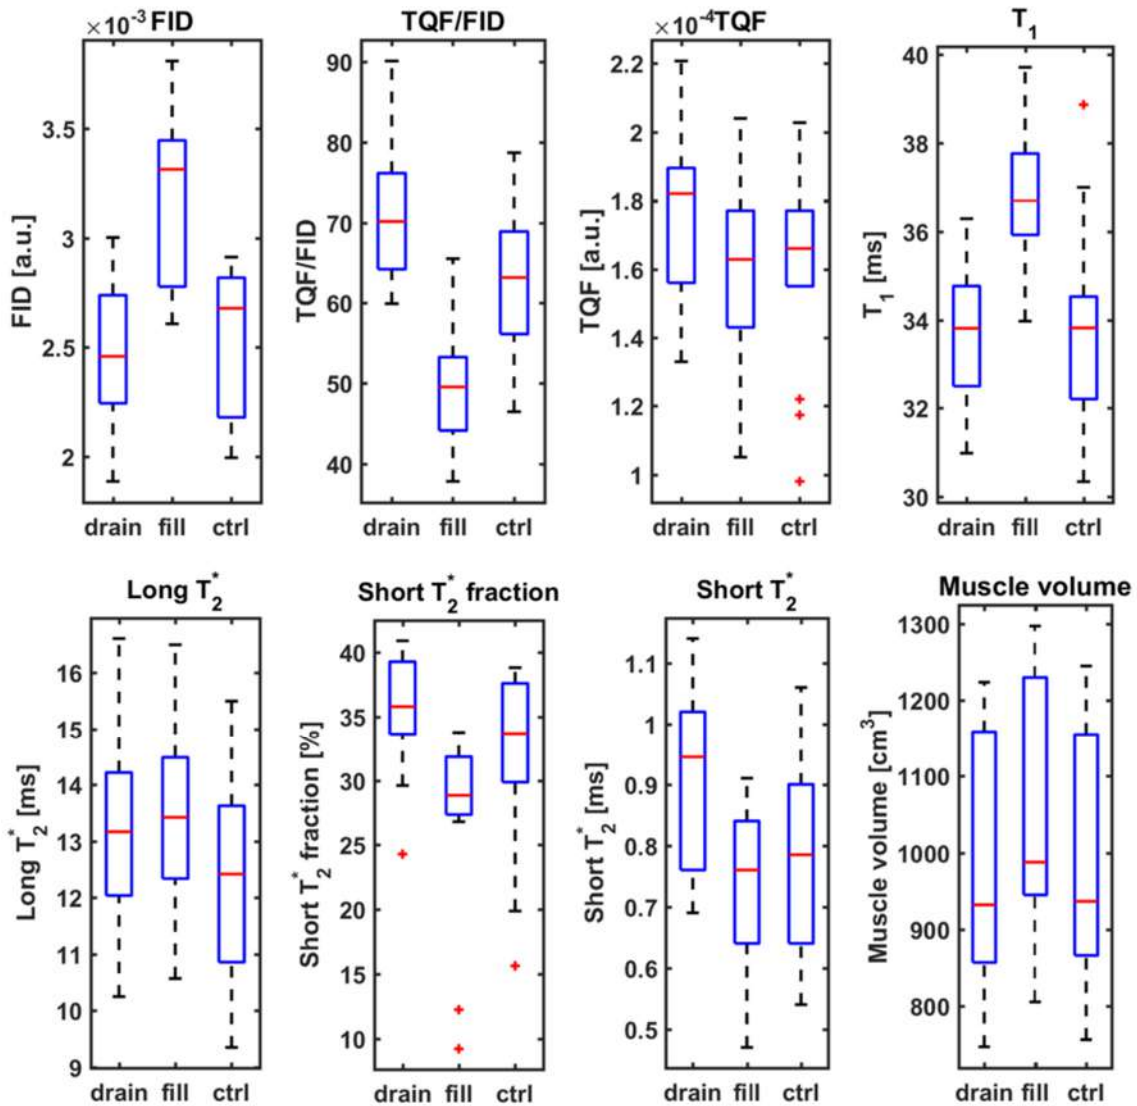 ×10⁻³ FID
FID [a.u.]
3.5
3
2.5
2
drain fill ctrl
TQF/FID
TQF/FID
90
80
70
60
50
40
drain fill ctrl
×10⁻⁴TQF
TQF [a.u.]
2.2
2
1.8
1.6
1.4
1.2
1
drain fill ctrl
T₁
T₁ [ms]
40
38
36
34
32
30
drain fill ctrl
Long T₂*
Long T₂* [ms]
16
15
14
13
12
11
10
9
drain fill ctrl
Short T₂* fraction
Short T₂* fraction [%]
40
35
30
25
20
15
10
drain fill ctrl
Short T₂*
Short T₂* [ms]
1.1
1
0.9
0.8
0.7
0.6
0.5
drain fill ctrl
Muscle volume
Muscle volume [cm³]
1300
1200
1100
1000
900
800
drain fill ctrl